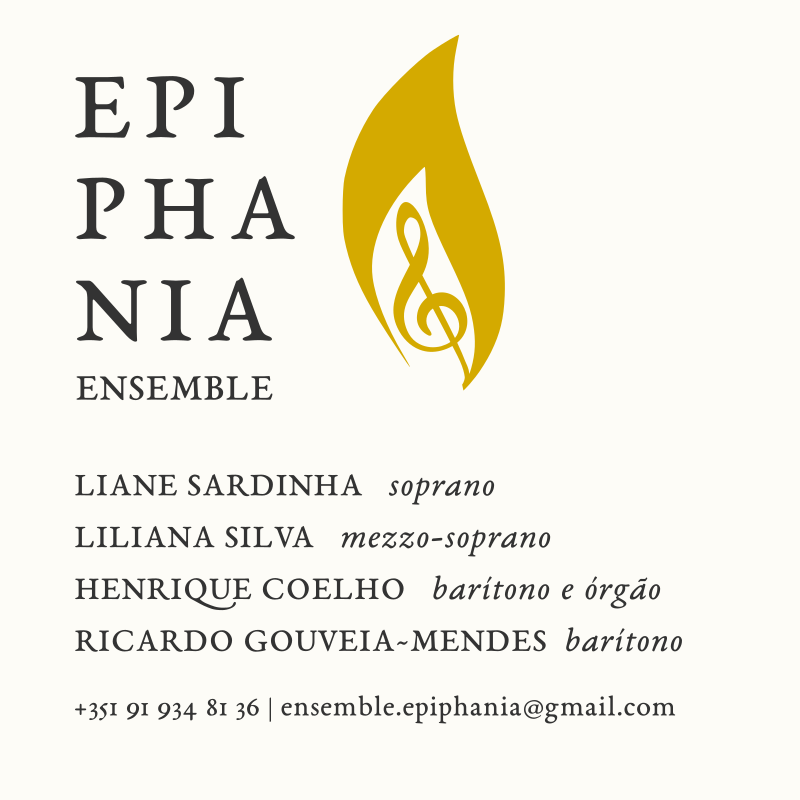 EPI
PHA
NIA
ENSEMBLE
LIANE SARDINHA soprano
LILIANA SILVA mezzo-soprano
HENRIQUE COELHO barítono e órgão
RICARDO GOUVEIA~MENDES barítono
+351 91 934 81 36 | ensemble.epiphania@gmail.com